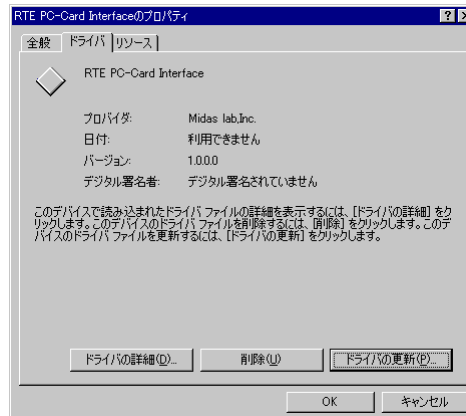 RTE PC-Card Interfaceのプロパティ
全般 ドライバ リソース
RTE PC-Card Interface
プロバイダ: Midas lab,Inc.
日付: 利用できません
バージョン: 1.0.0.0
デジタル署名者: デジタル署名されていません
このデバイスで読み込まれたドライバ ファイルの詳細を表示するには、[ドライバの詳細] をク
リックします。このデバイスのドライバ ファイルを削除するには、[削除] をクリックします。このデ
バイスのドライバ ファイルを更新するには、[ドライバの更新] をクリックします。
ドライバの詳細(D)... 削除(U) ドライバの更新(P)...
OK キャンセル